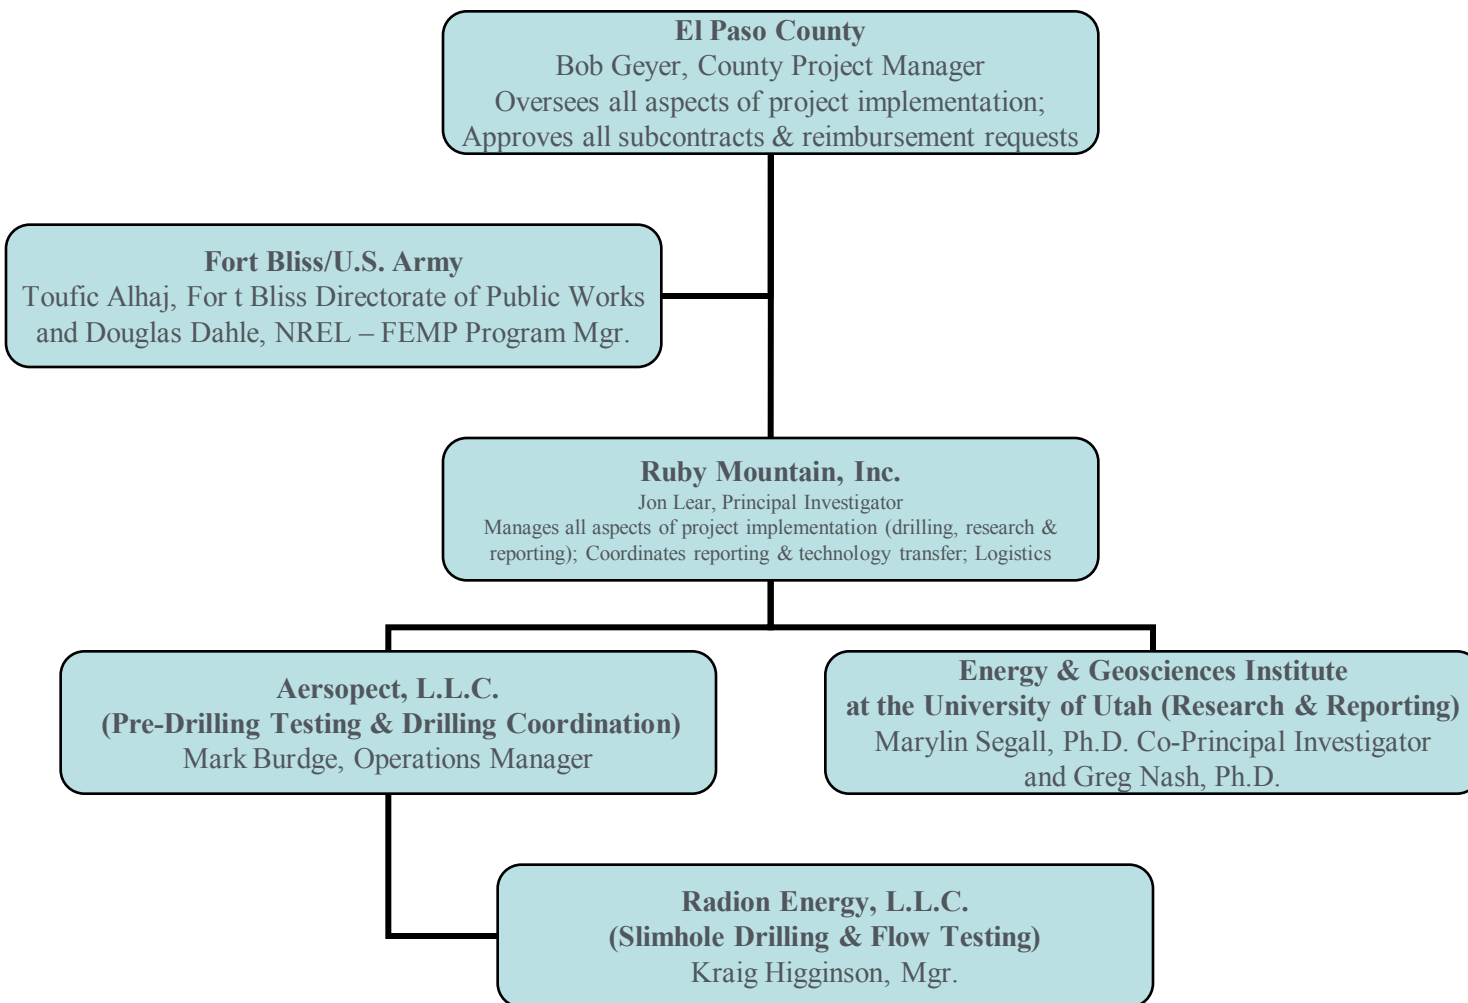 El Paso County
Bob Geyer, County Project Manager
Oversees all aspects of project implementation;
Approves all subcontracts & reimbursement requests
Fort Bliss/U.S. Army
Toufic Alhaj, For t Bliss Directorate of Public Works
and Douglas Dahle, NREL – FEMP Program Mgr.
Ruby Mountain, Inc.
Jon Lear, Principal Investigator
Manages all aspects of project implementation (drilling, research &
reporting); Coordinates reporting & technology transfer; Logistics
Aersopect, L.L.C.
(Pre-Drilling Testing & Drilling Coordination)
Mark Burdge, Operations Manager
Energy & Geosciences Institute
at the University of Utah (Research & Reporting)
Marylin Segall, Ph.D. Co-Principal Investigator
and Greg Nash, Ph.D.
Radion Energy, L.L.C.
(Slimhole Drilling & Flow Testing)
Kraig Higginson, Mgr.